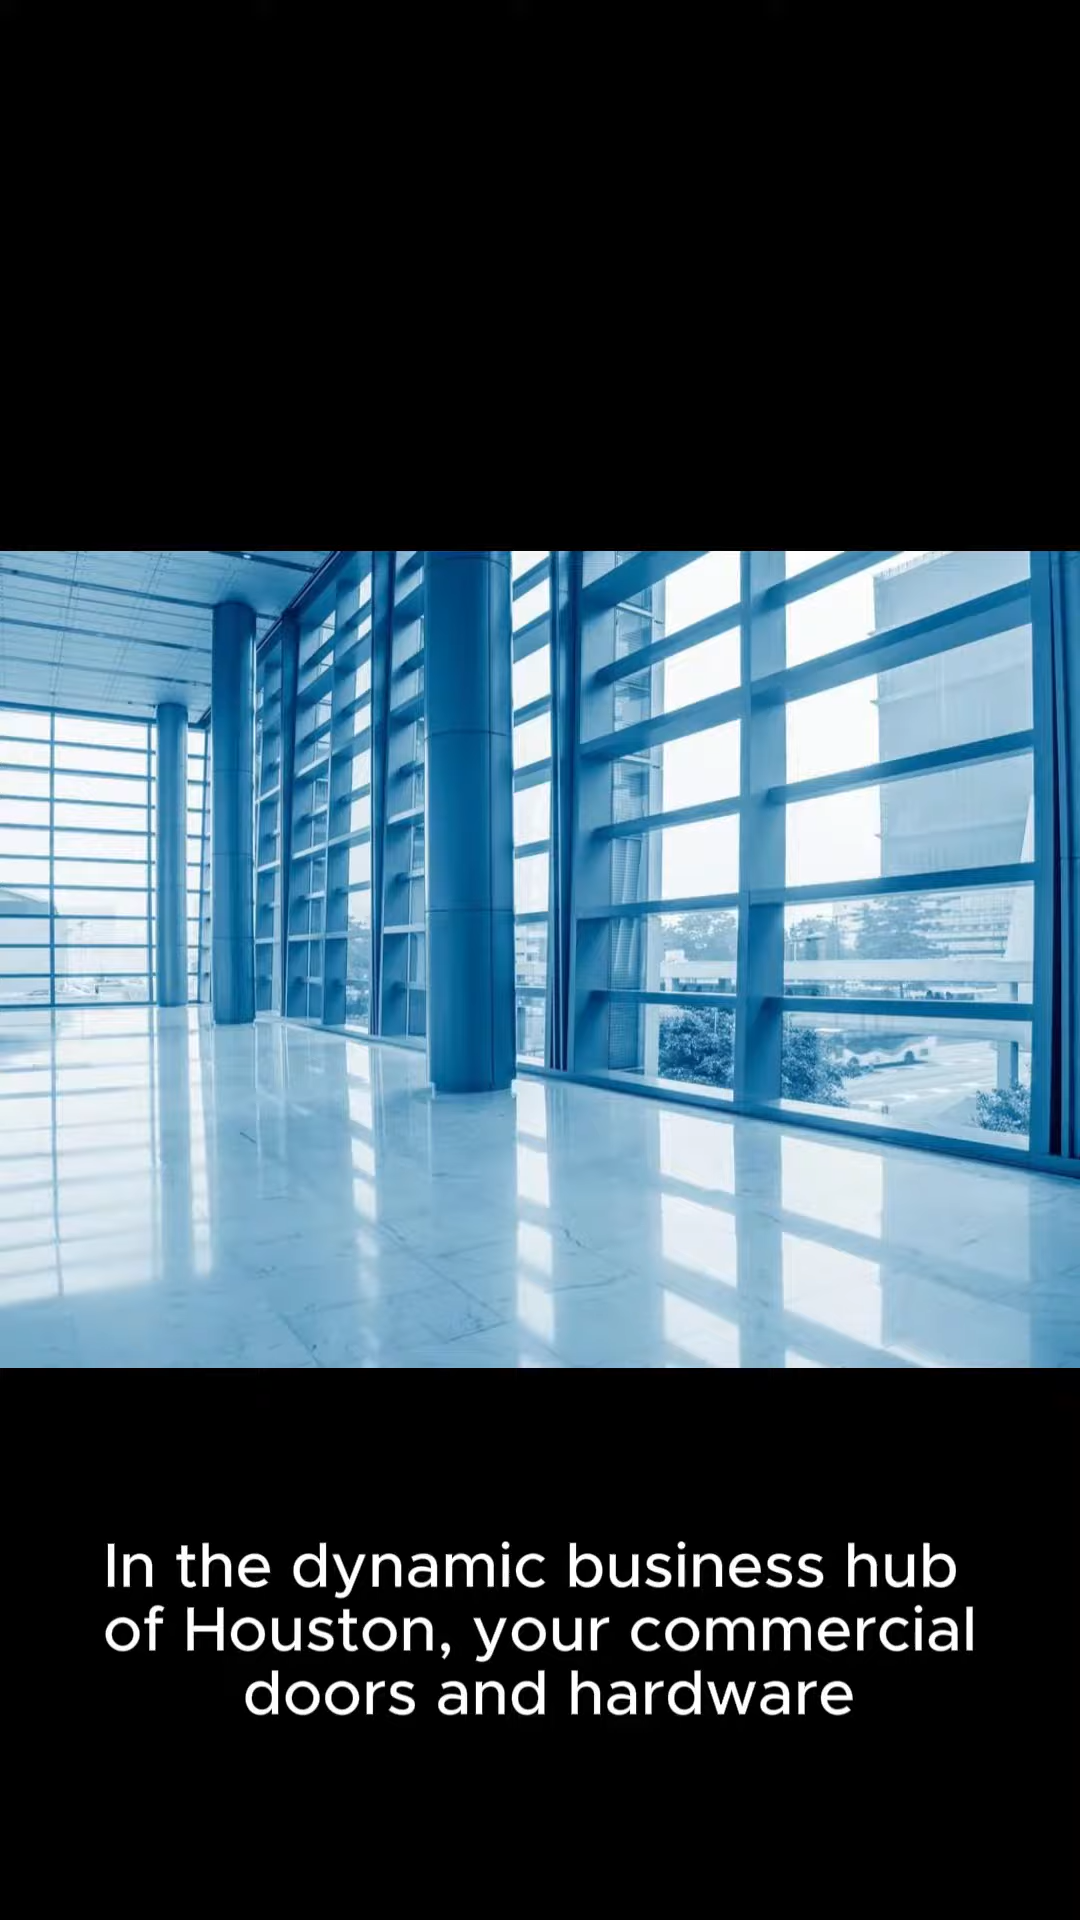 In the dynamic business hub
of Houston, your commercial
doors and hardware